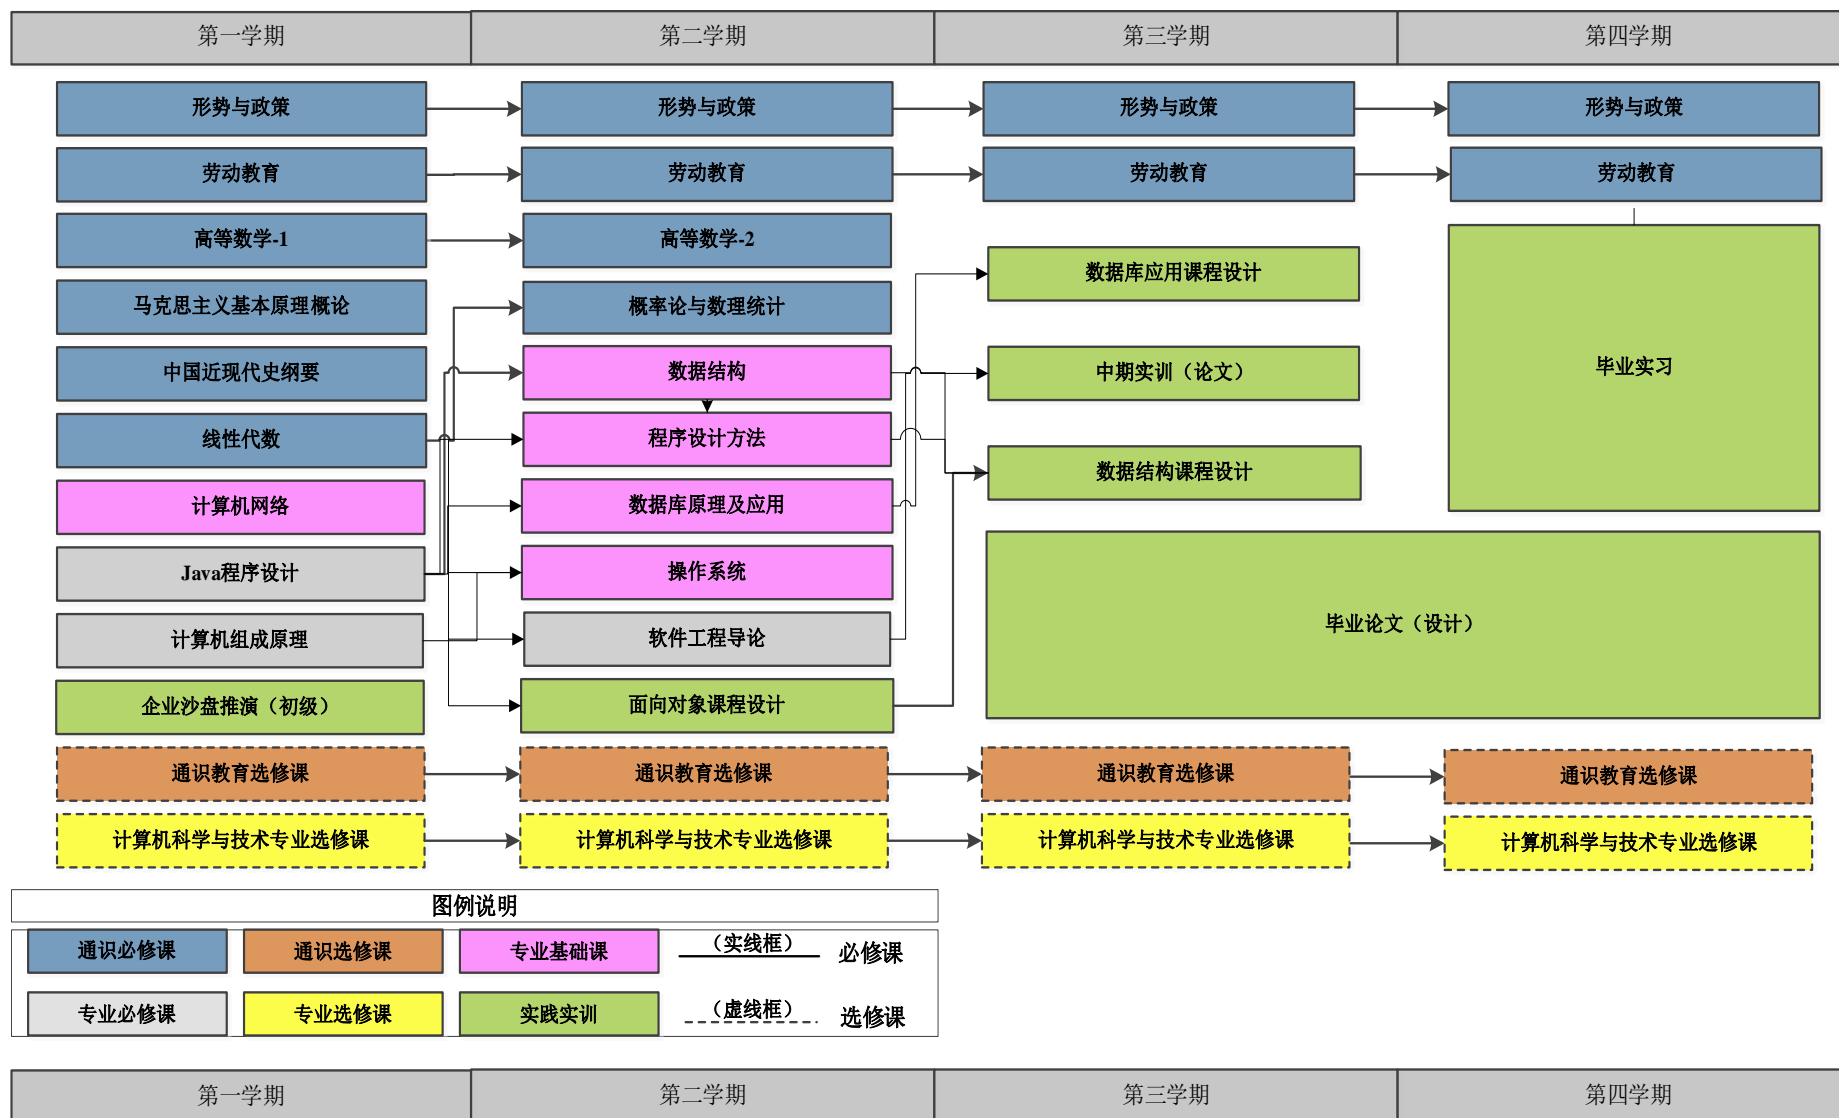 第一学期 第二学期 第三学期 第四学期
形势与政策 形势与政策 形势与政策 形势与政策
劳动教育 劳动教育 劳动教育 劳动教育
高等数学-1 高等数学-2
数据库应用课程设计
马克思主义基本原理概论 概率论与数理统计
毕业实习
中国近现代史纲要 数据结构 中期实训（论文）
线性代数 程序设计方法
数据结构课程设计
计算机网络 数据库原理及应用
Java程序设计 操作系统
毕业论文（设计）
计算机组成原理 软件工程导论
企业沙盘推演（初级） 面向对象课程设计
通识教育选修课 通识教育选修课 通识教育选修课 通识教育选修课
计算机科学与技术专业选修课 计算机科学与技术专业选修课 计算机科学与技术专业选修课 计算机科学与技术专业选修课
图例说明
通识必修课 通识选修课 专业基础课 （实线框） 必修课
专业必修课 专业选修课 实践实训 （虚线框） 选修课
第一学期 第二学期 第三学期 第四学期